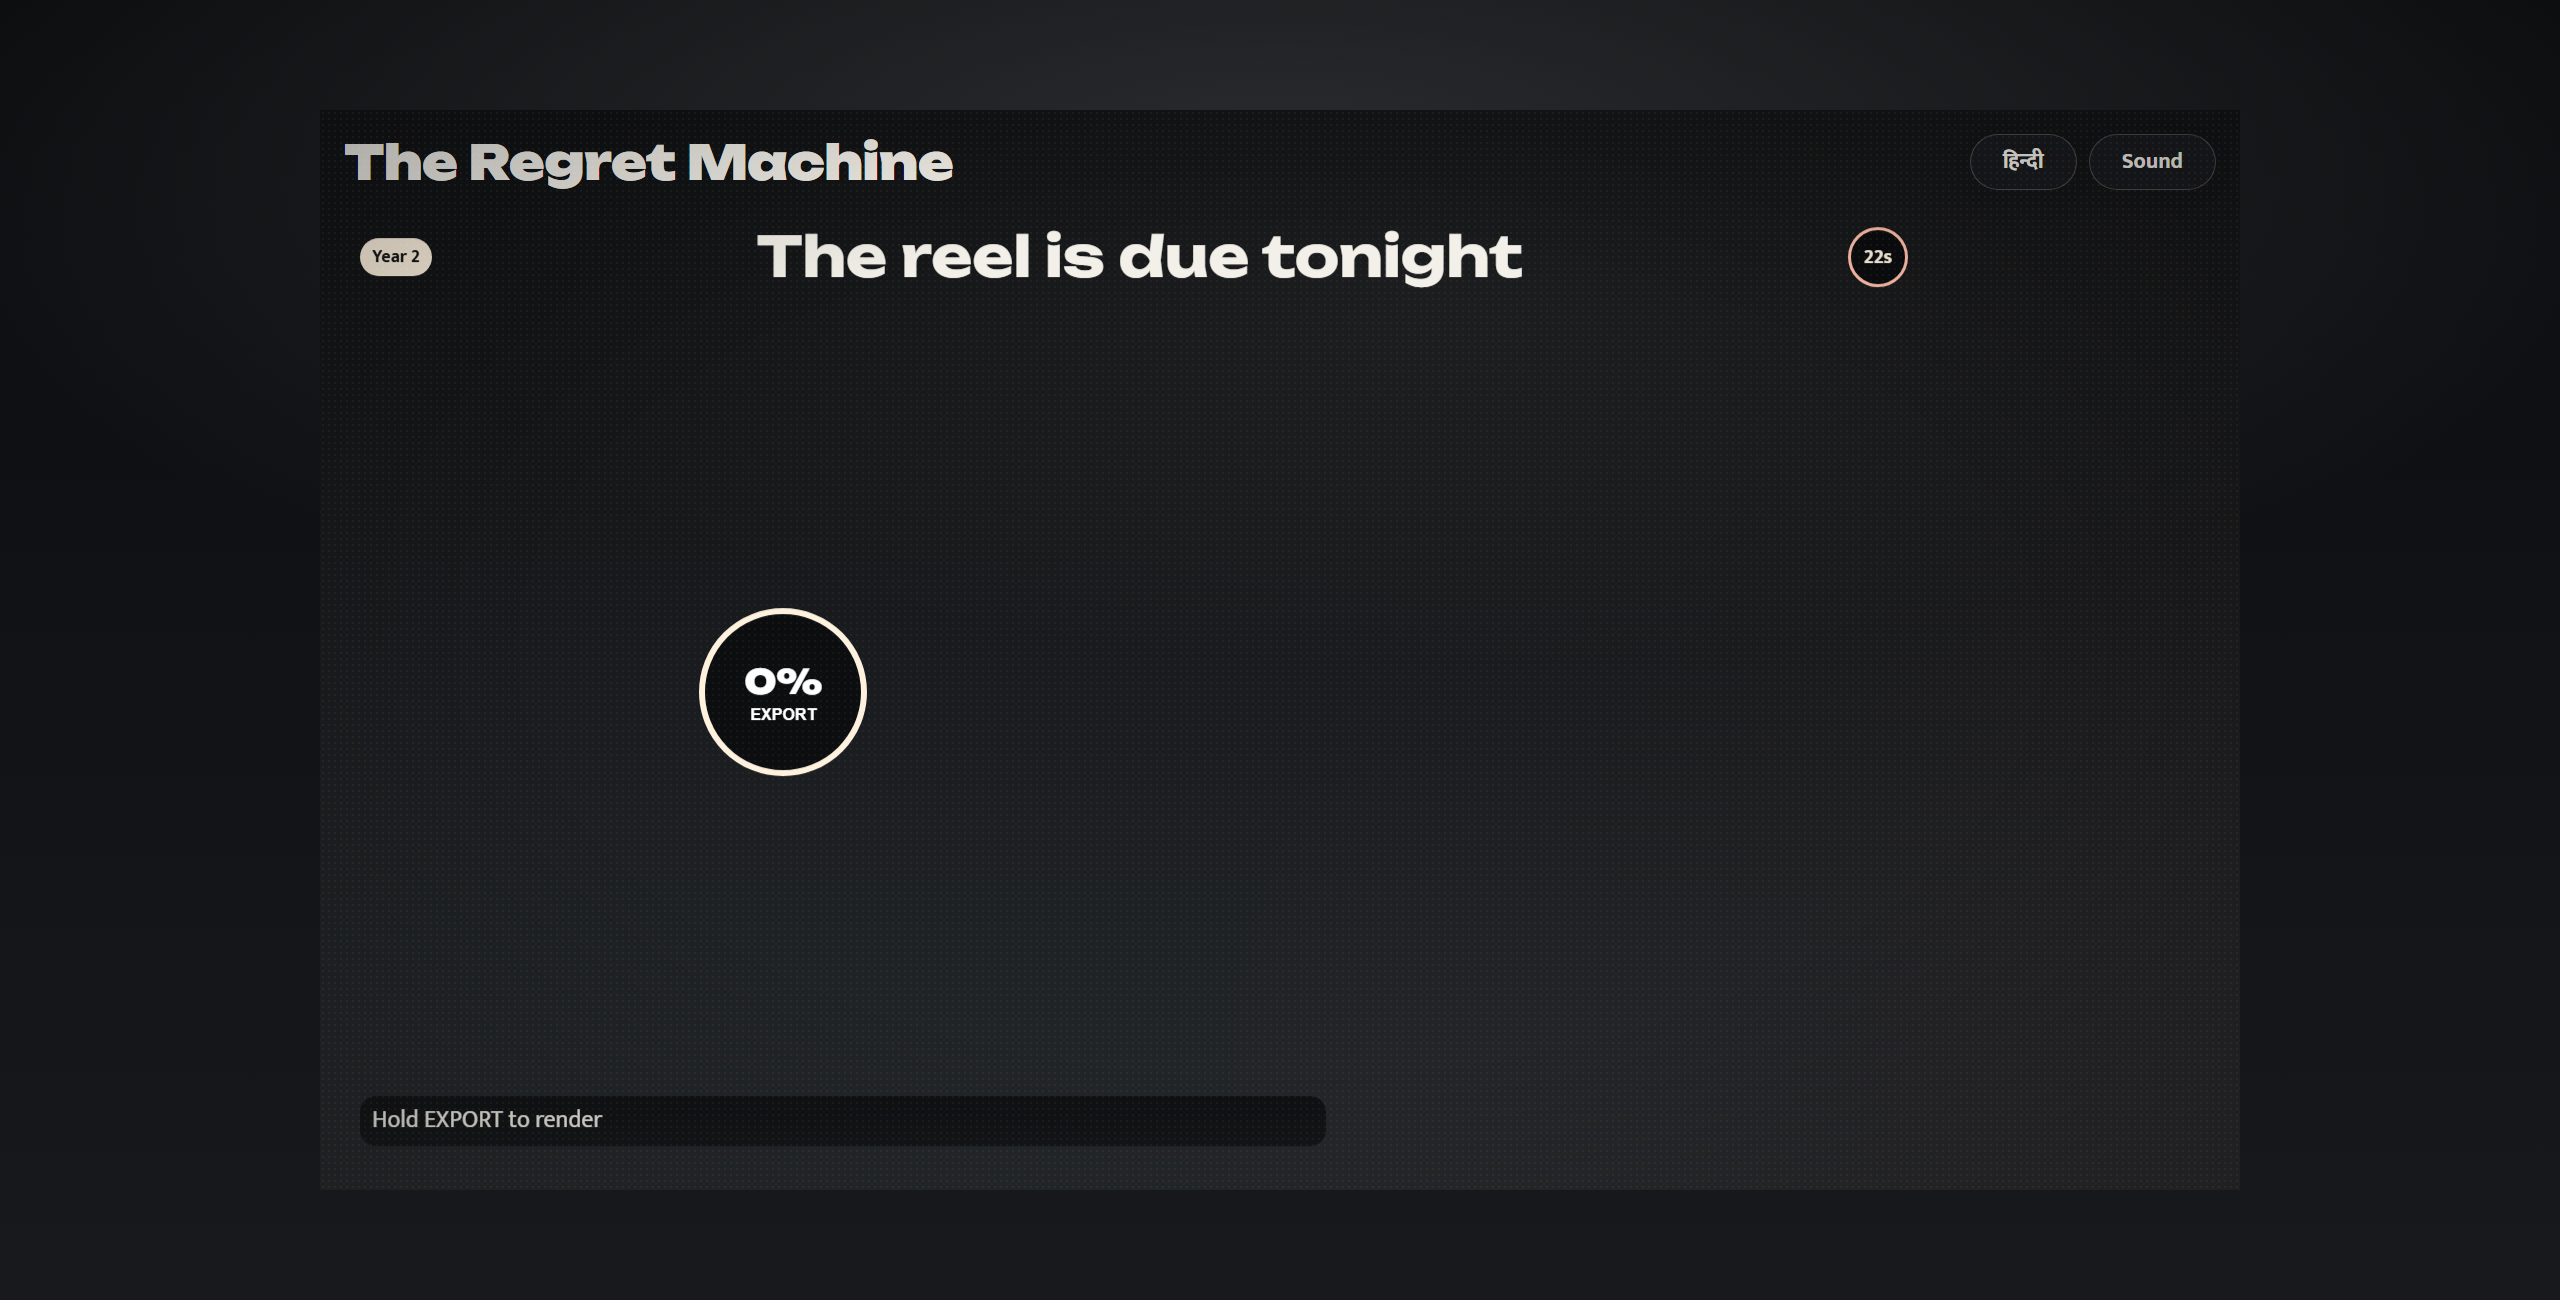 The Regret Machine
हिन्दी
Sound
Year 2
The reel is due tonight
22s
0%
EXPORT
Hold EXPORT to render